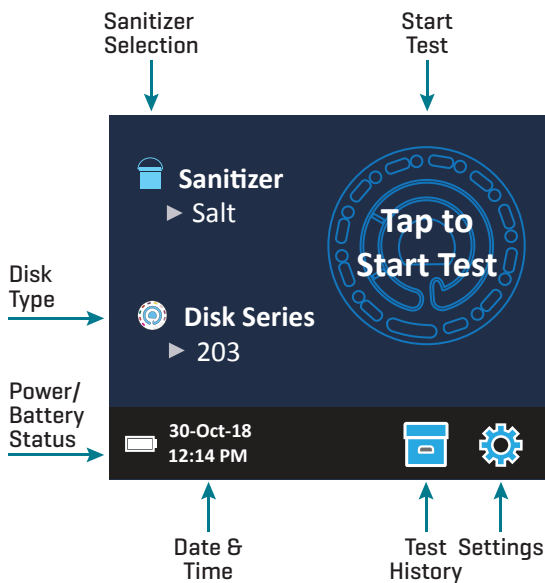 Sanitizer
Selection
Start
Test
Sanitizer
Salt
Tap to
Start Test
Disk
Type
Disk Series
203
Power/
Battery
Status
30-Oct-18
12:14 PM
Date &
Time
Test
History
Settings